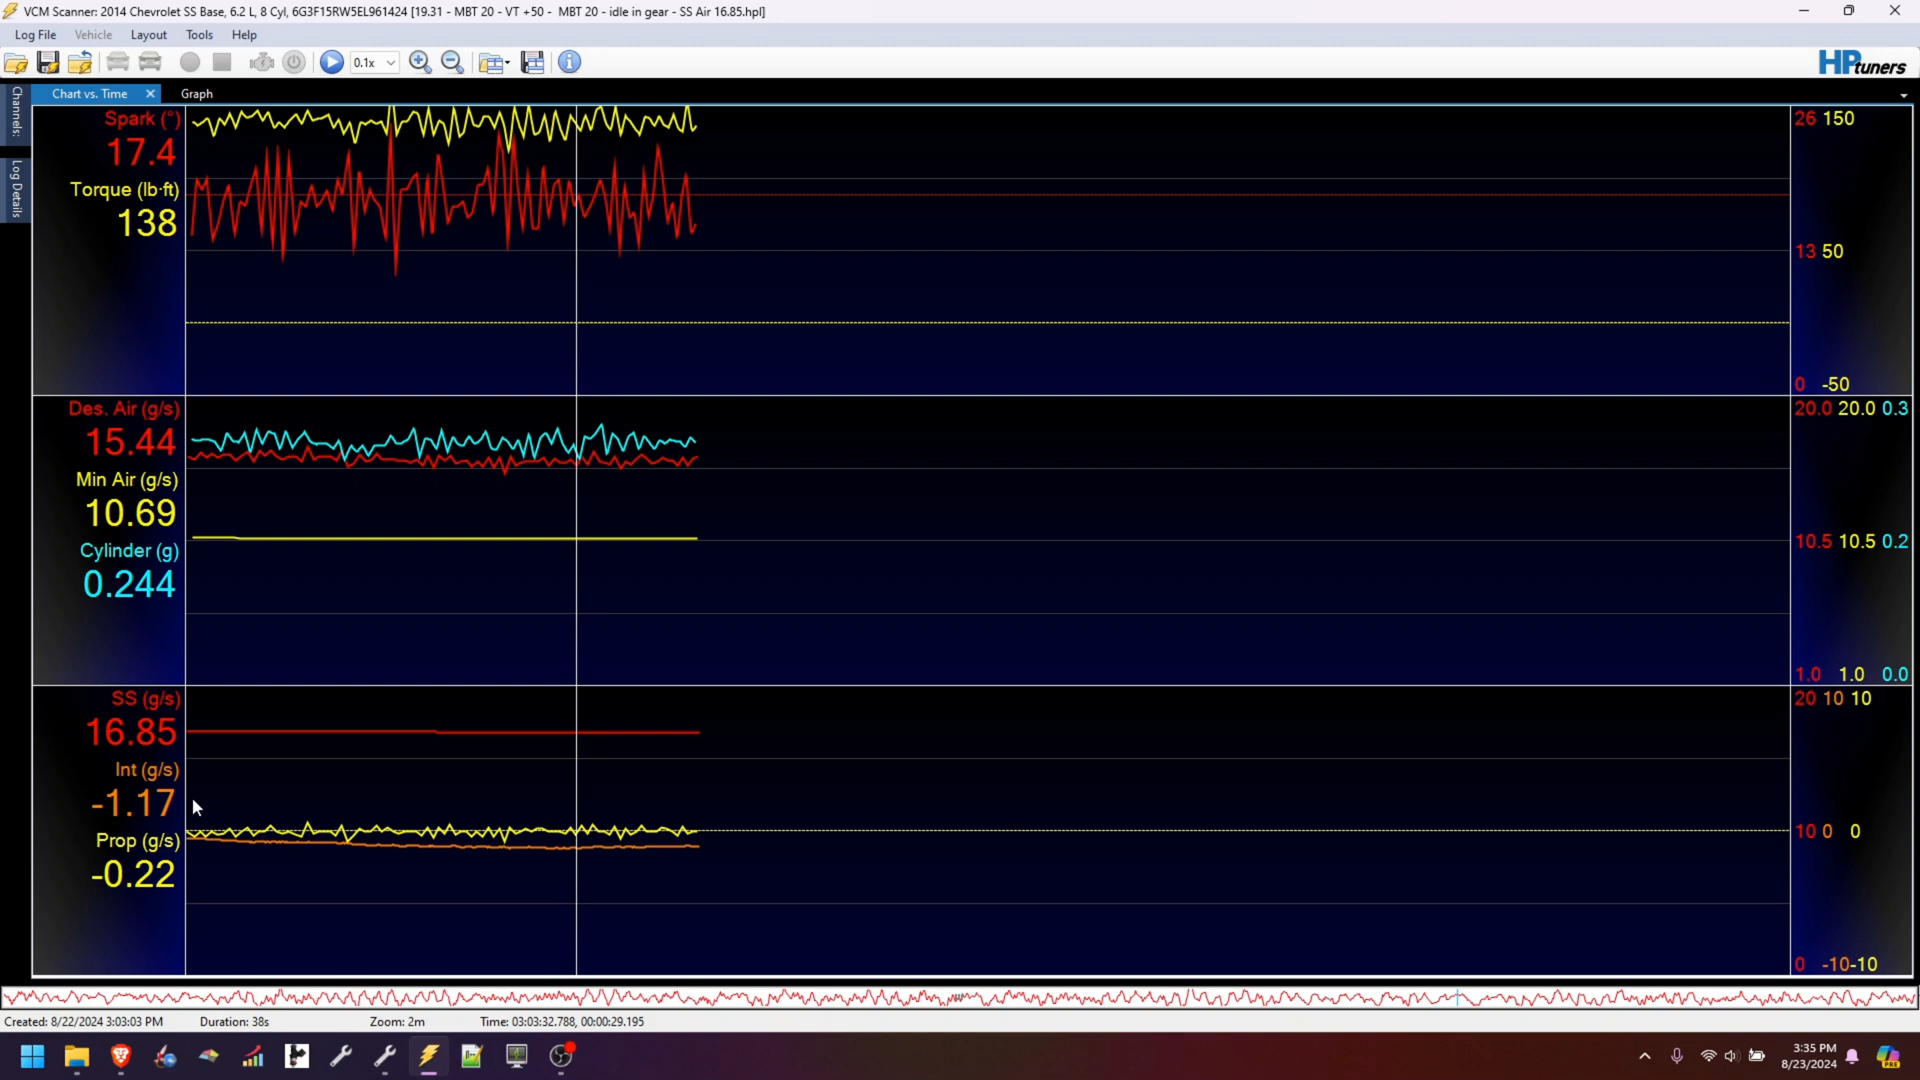 VCM Scanner: 2014 Chevrolet SS Base, 6.2 L, 8 Cyl, 6G3F15RW5EL961424 [19.31 - MBT 20 - VT +50 - MBT 20 - idle in gear - SS Air 16.85.hpl]
Log File Vehicle Layout Tools Help
0.1x
HPtuners
Channels:
Log Details
Chart vs. Time Graph
Spark (°)
17.4
Torque (lb·ft)
138
26 150
13 50
0 -50
Des. Air (g/s)
15.44
Min Air (g/s)
10.69
Cylinder (g)
0.244
20.0 20.0 0.3
10.5 10.5 0.2
1.0 1.0 0.0
SS (g/s)
16.85
Int (g/s)
-1.17
Prop (g/s)
-0.22
20 10 10
10 0 0
0 -10 -10
Created: 8/22/2024 3:03:03 PM Duration: 38s Zoom: 2m Time: 03:03:32.788, 00:00:29.195
3:35 PM
8/23/2024
PRE